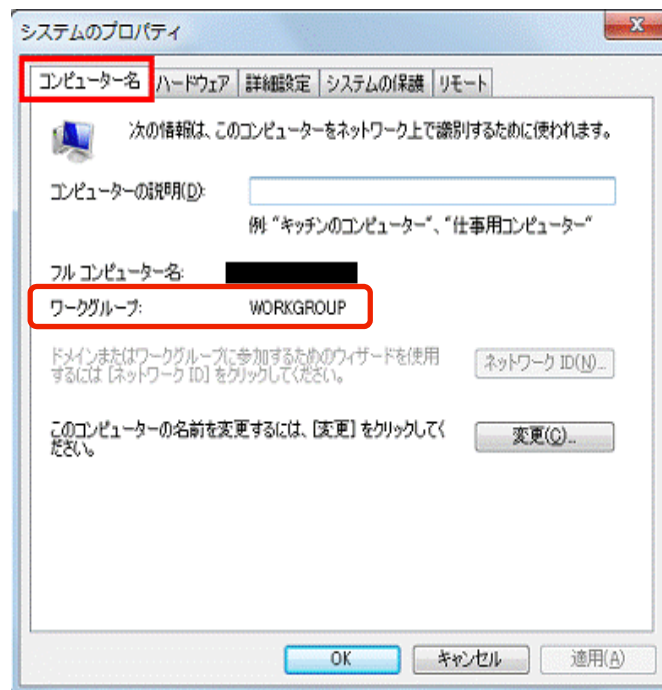 システムのプロパティ
コンピューター名 ハードウェア 詳細設定 システムの保護 リモート
次の情報は、このコンピューターをネットワーク上で識別するために使われます。
コンピューターの説明(D):
例: "キッチンのコンピューター"、"仕事用コンピューター"
フル コンピューター名:
ワークグループ: WORKGROUP
ドメインまたはワークグループに参加するためのウィザードを使用
するには [ネットワーク ID] をクリックしてください。
ネットワーク ID(N)...
このコンピューターの名前を変更するには、[変更] をクリックしてく
ださい。
変更(C)...
OK キャンセル 適用(A)